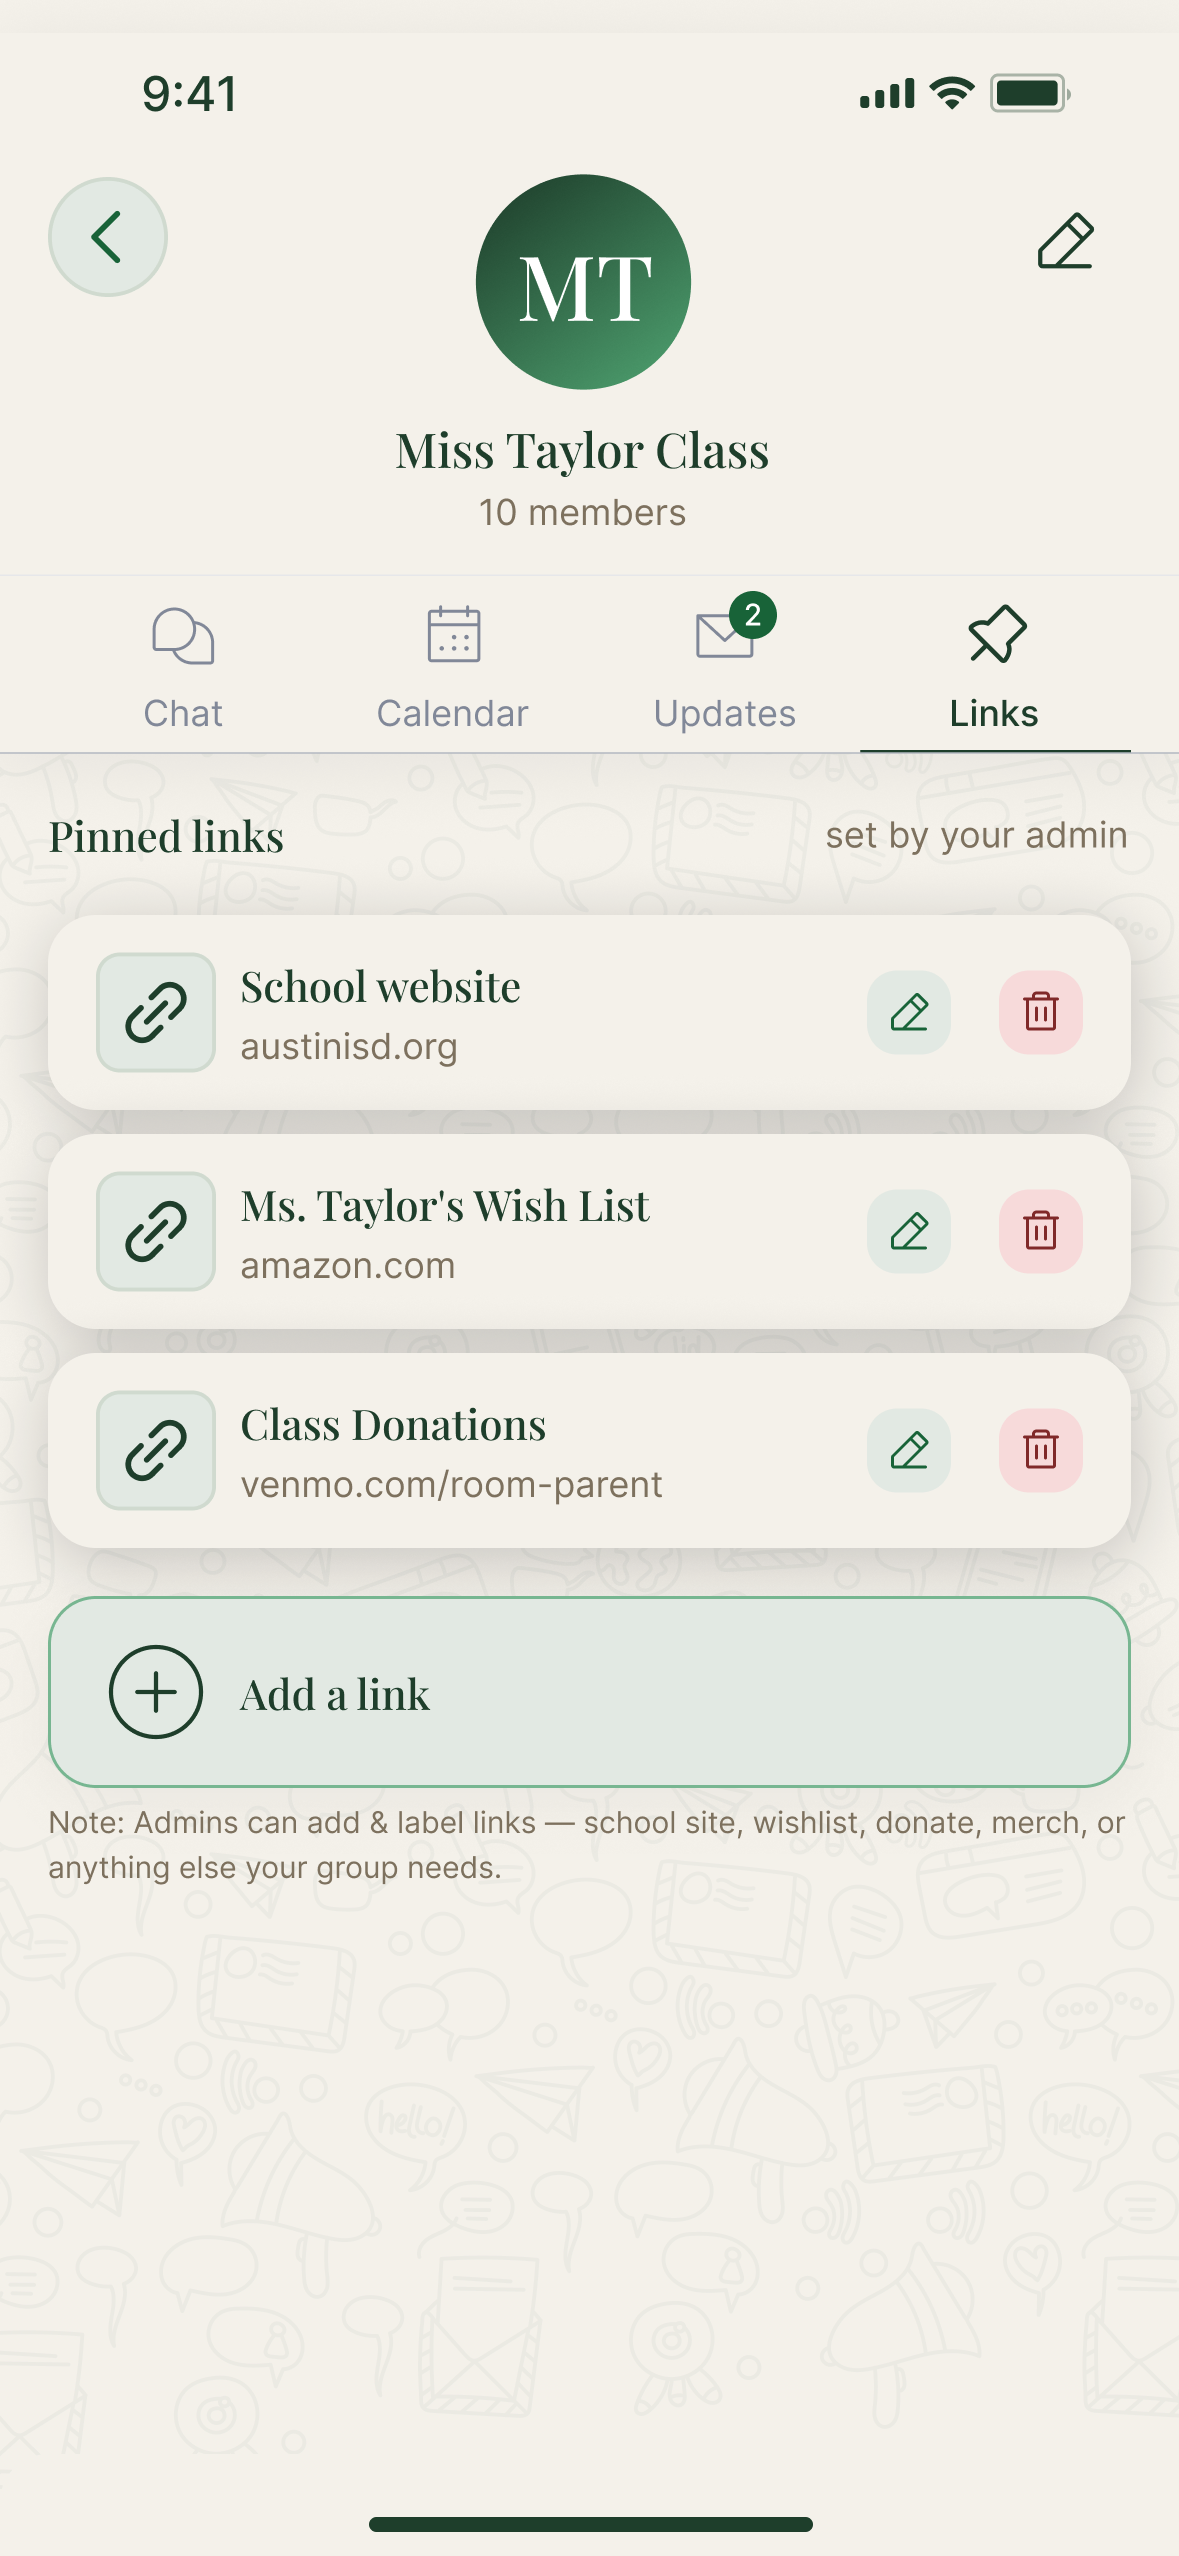 9:41
MT
Miss Taylor Class
10 members
2
Chat
Calendar
Updates
Links
Pinned links
set by your admin
School website
austinisd.org
Ms. Taylor's Wish List
amazon.com
Class Donations
venmo.com/room-parent
Add a link
Note: Admins can add & label links — school site, wishlist, donate, merch, or
anything else your group needs.
hello!
hello!